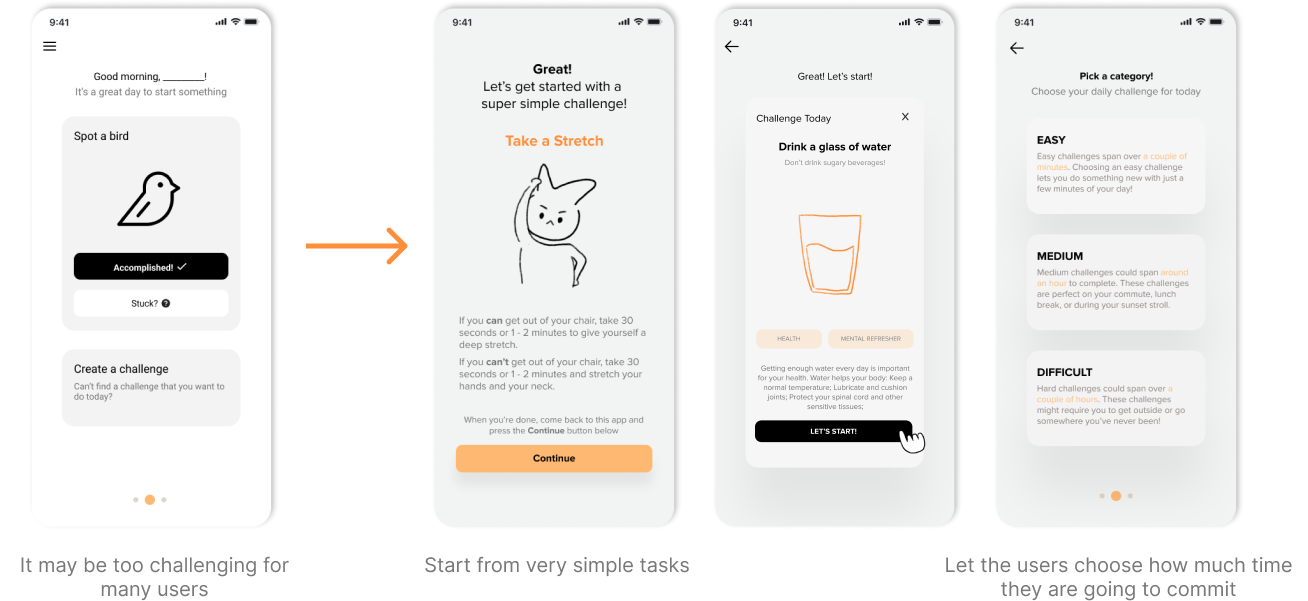 9:41
Good morning, ________!
It's a great day to start something
Spot a bird
Accomplished!
Stuck?
Create a challenge
Can't find a challenge that you want to
do today?
It may be too challenging for
many users
9:41
Great!
Let's get started with a
super simple challenge!
Take a Stretch
If you can get out of your chair, take 30
seconds or 1 - 2 minutes to give yourself a
deep stretch.
If you can't get out of your chair, take 30
seconds or 1 - 2 minutes and stretch your
hands and your neck.
When you're done, come back to this app and
press the Continue button below
Continue
Start from very simple tasks
9:41
Great! Let's start!
Challenge Today
X
Drink a glass of water
Don't drink sugary beverages!
HEALTH
MENTAL REFRESHER
Getting enough water every day is important
for your health. Water helps your body: Keep a
normal temperature; Lubricate and cushion
joints; Protect your spinal cord and other
sensitive tissues;
LET'S START!
9:41
Pick a category!
Choose your daily challenge for today
EASY
Easy challenges span over a couple of
minutes. Choosing an easy challenge
lets you do something new with just a
few minutes of your day!
MEDIUM
Medium challenges could span around
an hour to complete. These challenges
are perfect on your commute, lunch
break, or during your sunset stroll.
DIFFICULT
Hard challenges could span over a
couple of hours. These challenges
might require you to get outside or go
somewhere you've never been!
Let the users choose how much time
they are going to commit